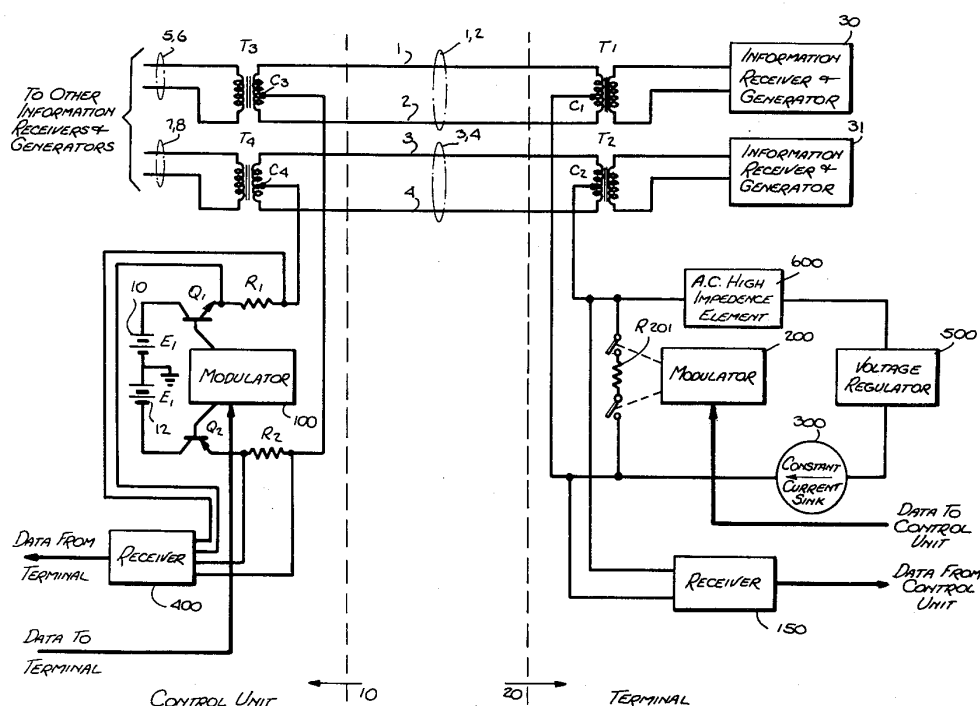 5,6
T3
1
1,2
T1
30
TO OTHER
INFORMATION
RECEIVERS &
GENERATORS
C3
2
C1
INFORMATION
RECEIVER &
GENERATOR
7,8
T4
3
3,4
T2
31
C4
4
C2
INFORMATION
RECEIVER &
GENERATOR
10
Q1
R1
E1
E1
12
MODULATOR
100
Q2
R2
600
A.C. HIGH
IMPEDENCE
ELEMENT
R201
200
MODULATOR
500
VOLTAGE
REGULATOR
300
CONSTANT
CURRENT
SINK
DATA TO
CONTROL
UNIT
DATA FROM
TERMINAL
RECEIVER
400
DATA TO
TERMINAL
RECEIVER
150
DATA FROM
CONTROL
UNIT
CONTROL UNIT
10
20
TERMINAL